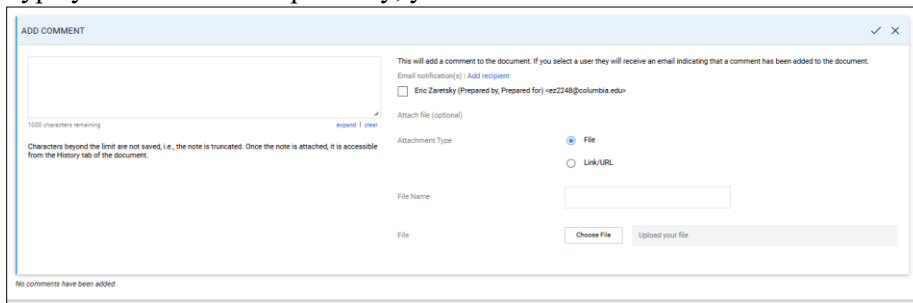 ADD COMMENT
This will add a comment to the document. If you select a user they will receive an email indicating that a comment has been added to the document.
Email notification(s) | Add recipient
Eric Zaretsky (Prepared by, Prepared for) <ez2248@columbia.edu>
1000 characters remaining
expand | clear
Characters beyond the limit are not saved, i.e., the note is truncated. Once the note is attached, it is accessible
from the History tab of the document.
Attach file (optional)
Attachment Type
File
Link/URL
File Name
File
Choose File
Upload your file
No comments have been added